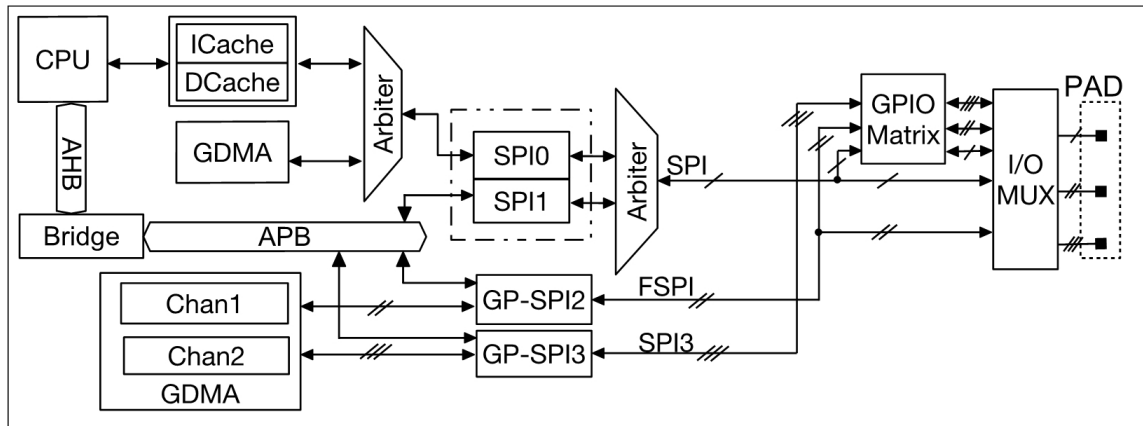 CPU
ICache
DCache
GDMA
Arbiter
AHB
Bridge
APB
SPI0
SPI1
Arbiter
SPI
GPIO
Matrix
I/O
MUX
PAD
Chan1
Chan2
GDMA
GP-SPI2
FSPI
GP-SPI3
SPI3